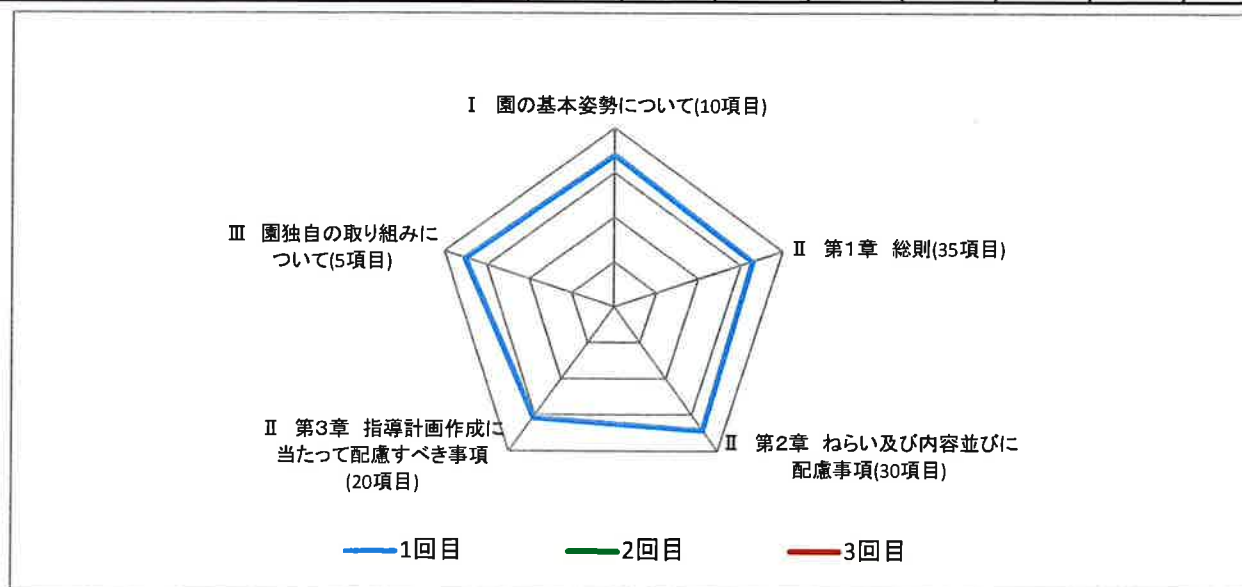 Ⅰ　園の基本姿勢について(10項目)
Ⅱ　第1章　総則(35項目)
Ⅱ　第2章　ねらい及び内容並びに
配慮事項(30項目)
Ⅱ　第3章　指導計画作成に
当たって配慮すべき事項
(20項目)
Ⅲ　園独自の取り組みに
ついて(5項目)
1回目
2回目
3回目